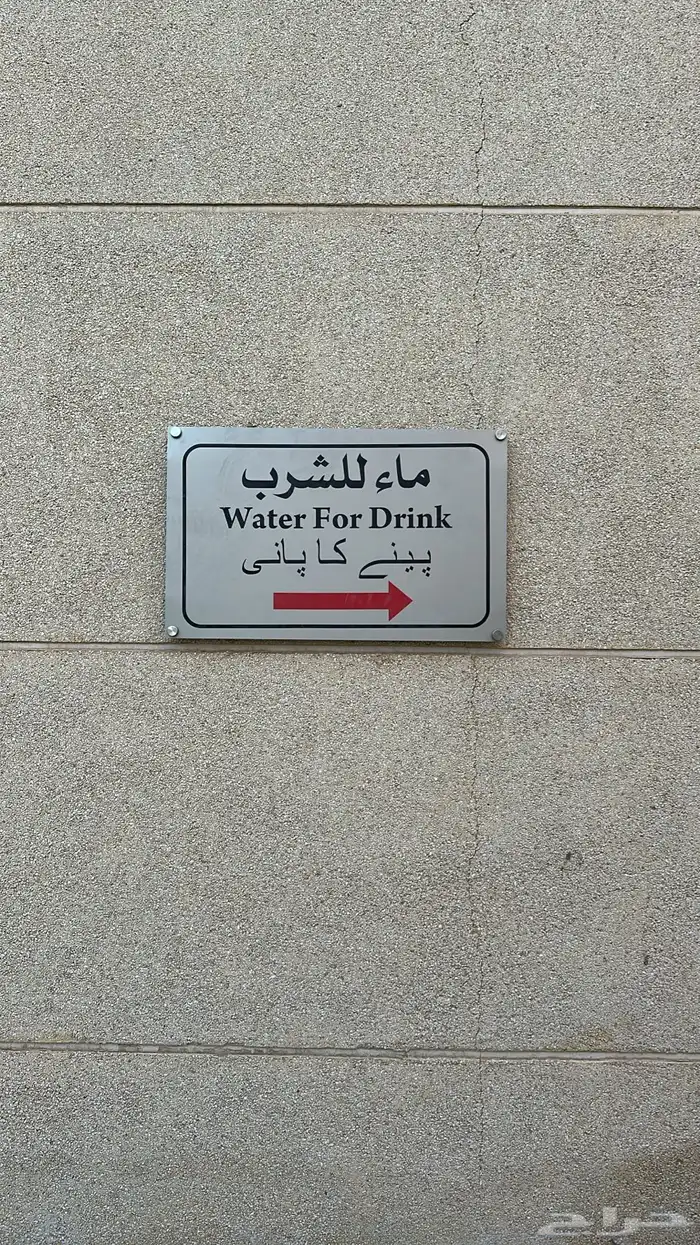 ماء للشرب
Water For Drink
پینے کا پانی
حراج